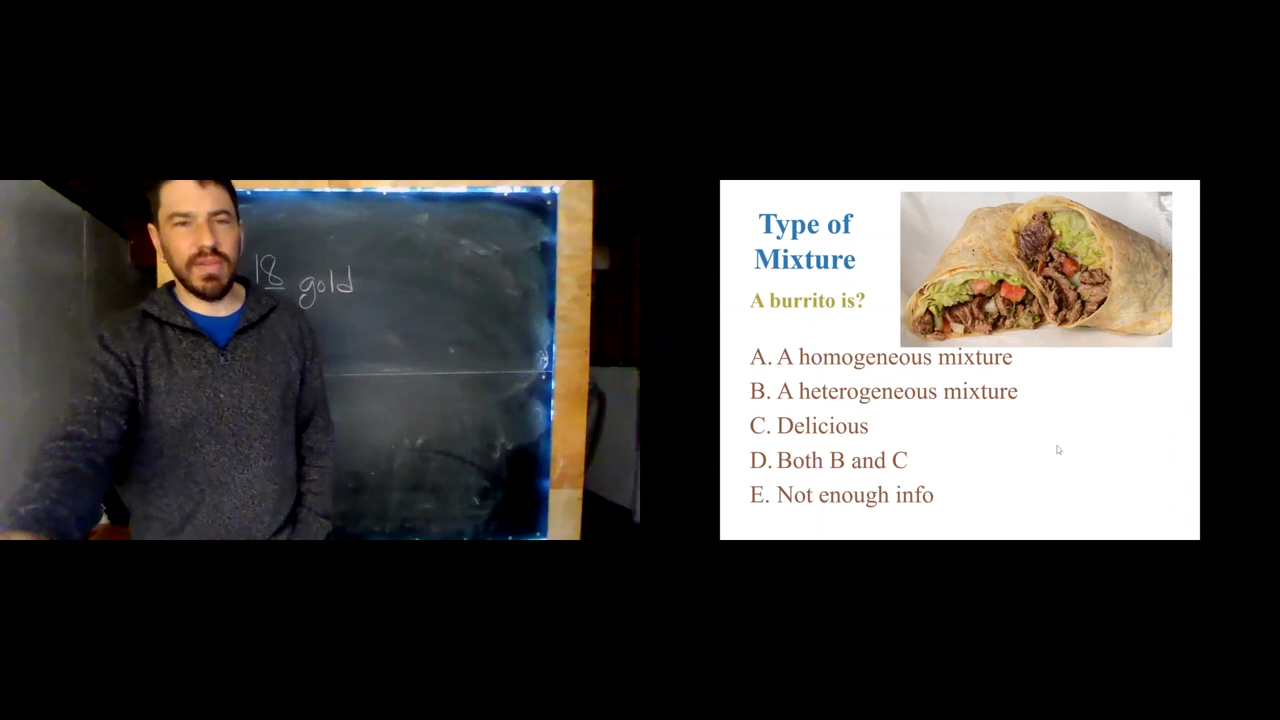 18 gold
Type of
Mixture
A burrito is?
A. A homogeneous mixture
B. A heterogeneous mixture
C. Delicious
D. Both B and C
E. Not enough info